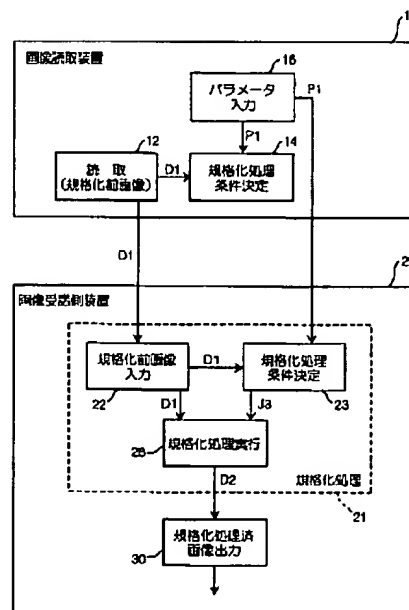 1
画像読取装置
16
パラメータ
入力
P1
P1
12
14
読取
(規格化前画像)
D1
規格化処理
条件決定
D1
2
画像受諾側装置
規格化前画像
入力
D1
規格化処理
条件決定
22
D1
J3
23
規格化処理実行
26
D2
規格化処理
21
規格化処理済
画像出力
30